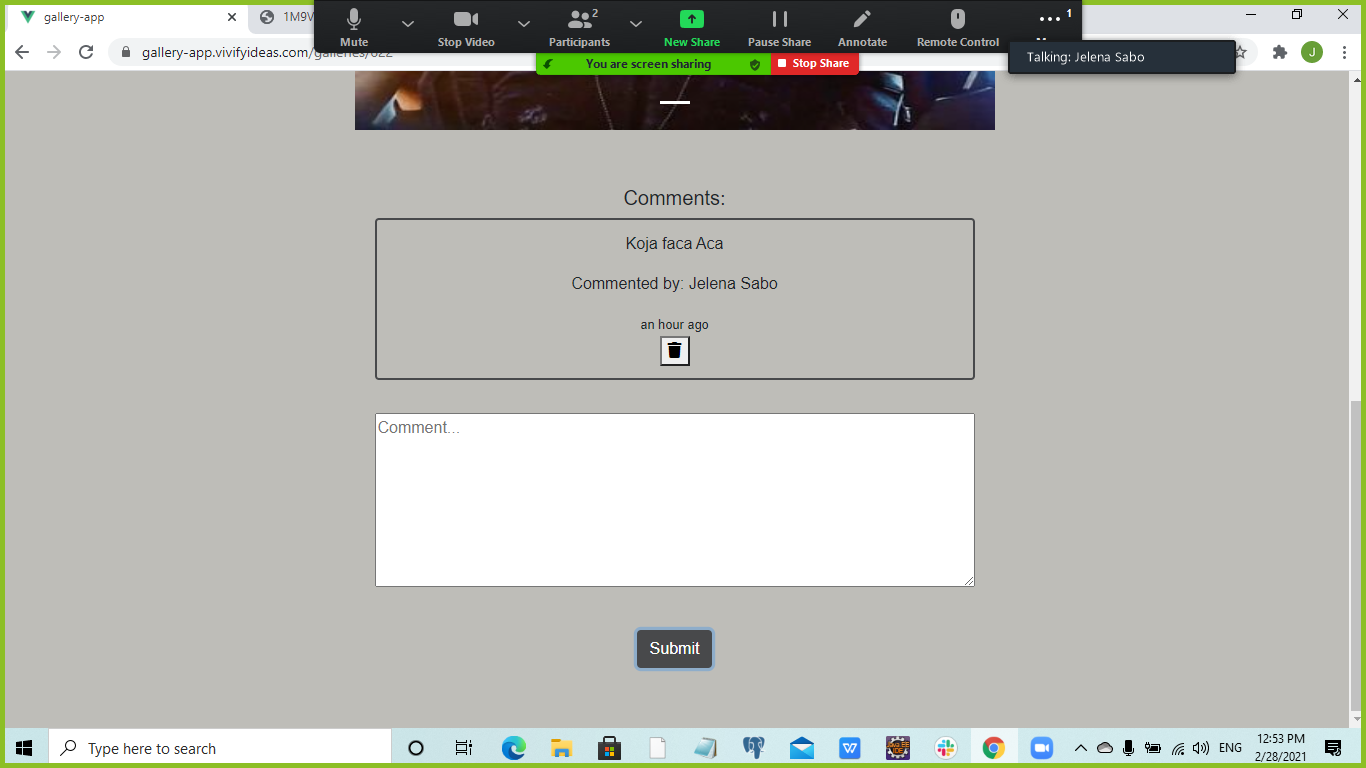 gallery-app
1M9V
Mute
Stop Video
2
Participants
New Share
Pause Share
Annotate
Remote Control
1
gallery-app.vivifyideas.com/galleries/622
J
You are screen sharing
Stop Share
Talking: Jelena Sabo
Comments:
Koja faca Aca
Commented by: Jelena Sabo
an hour ago
Comment...
Submit
Type here to search
ENG
12:53 PM
2/28/2021